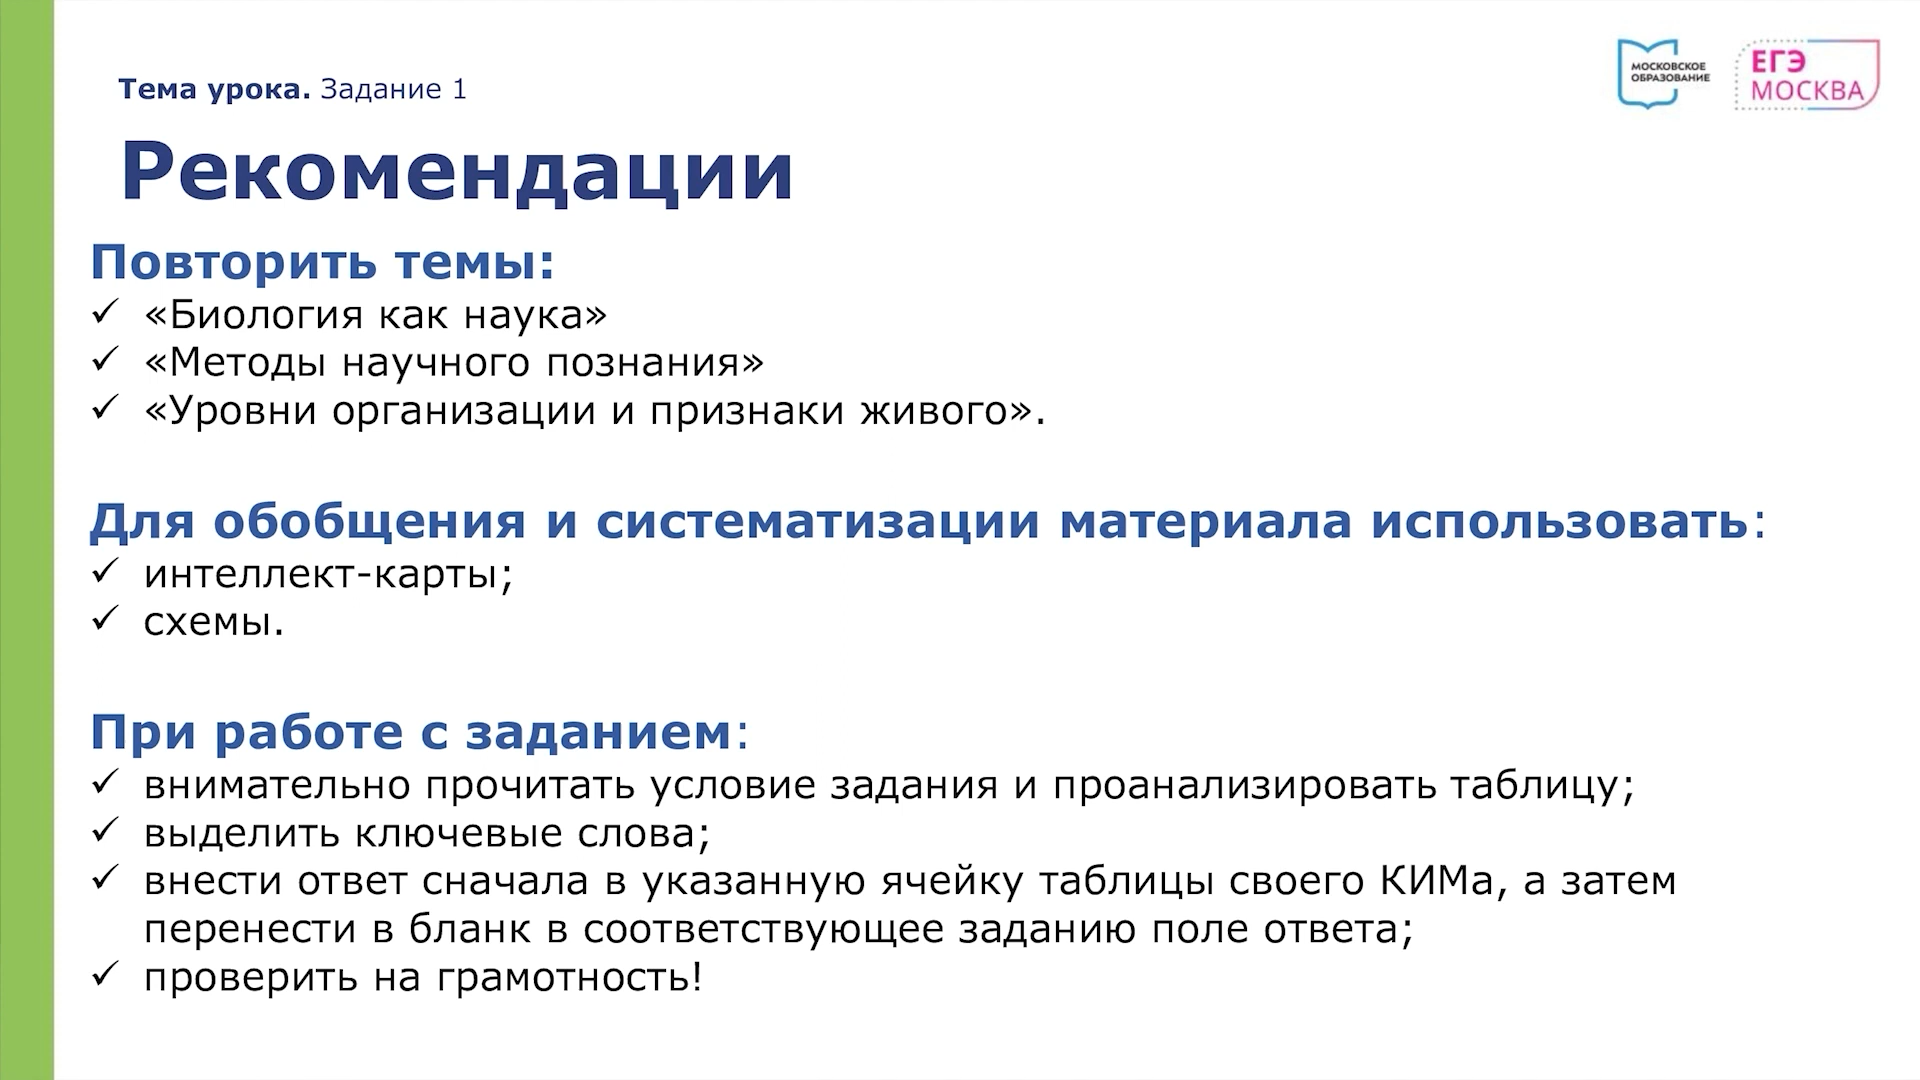 Тема урока. Задание 1
МОСКОВСКОЕ
ОБРАЗОВАНИЕ
ЕГЭ
МОСКВА
Рекомендации
Повторить темы:
✓ «Биология как наука»
✓ «Методы научного познания»
✓ «Уровни организации и признаки живого».
Для обобщения и систематизации материала использовать:
✓ интеллект-карты;
✓ схемы.
При работе с заданием:
✓ внимательно прочитать условие задания и проанализировать таблицу;
✓ выделить ключевые слова;
✓ внести ответ сначала в указанную ячейку таблицы своего КИМа, а затем
перенести в бланк в соответствующее заданию поле ответа;
✓ проверить на грамотность!